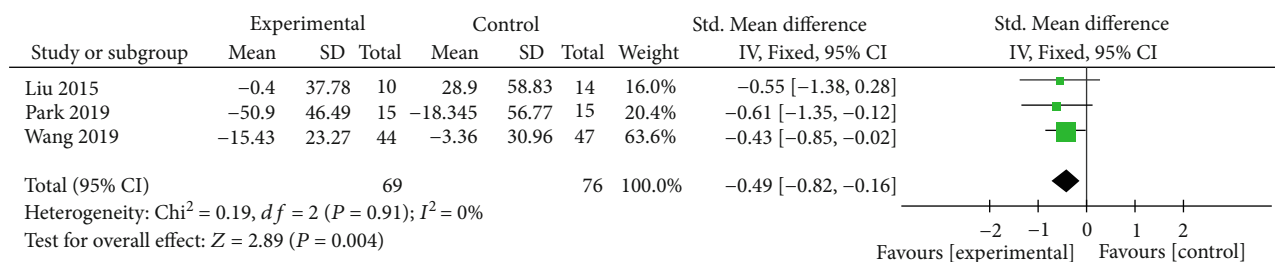 Experimental Control Std. Mean difference Std. Mean difference
Study or subgroup Mean SD Total Mean SD Total Weight IV, Fixed, 95% CI IV, Fixed, 95% CI
Liu 2015 −0.4 37.78 10 28.9 58.83 14 16.0% −0.55 [−1.38, 0.28]
Park 2019 −50.9 46.49 15 −18.345 56.77 15 20.4% −0.61 [−1.35, −0.12]
Wang 2019 −15.43 23.27 44 −3.36 30.96 47 63.6% −0.43 [−0.85, −0.02]
Total (95% CI) 69 76 100.0% −0.49 [−0.82, −0.16]
Heterogeneity: Chi² = 0.19, df = 2 (P = 0.91); I² = 0%
Test for overall effect: Z = 2.89 (P = 0.004)
−2 −1 0 1 2
Favours [experimental] Favours [control]